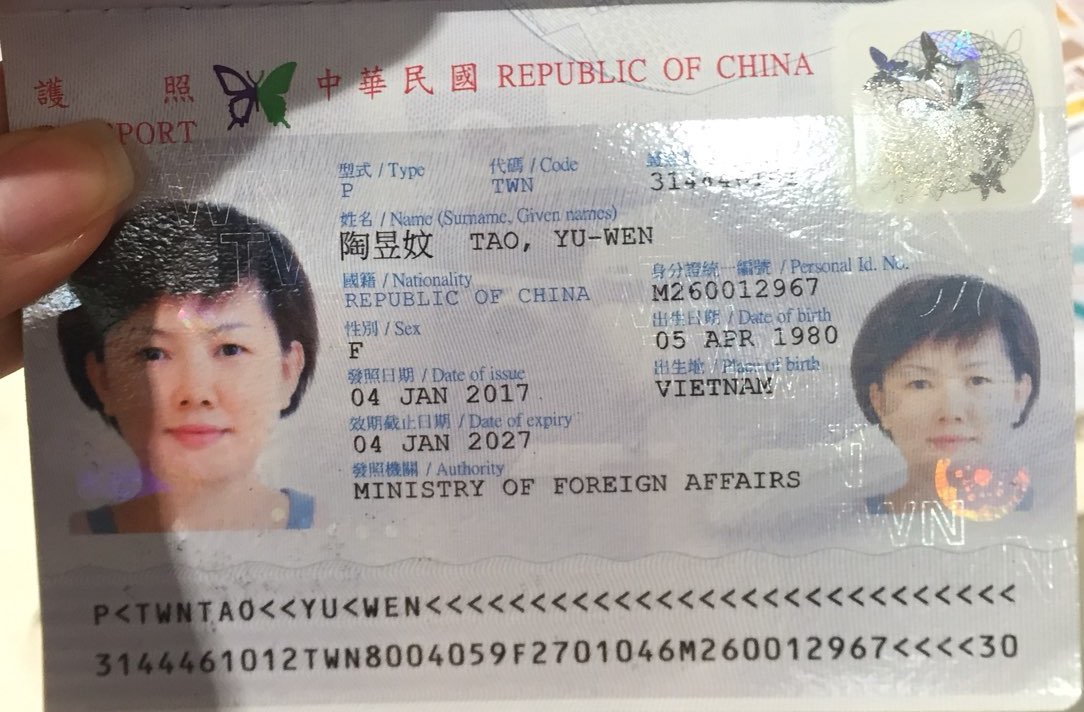 護 照 中華民國 REPUBLIC OF CHINA
PORT
型式 / Type 代碼 / Code
P TWN
姓名 / Name (Surname, Given names)
陶昱妏 TAO, YU-WEN
國籍 / Nationality 身分證統一編號 / Personal Id. No.
REPUBLIC OF CHINA M260012967
性別 / Sex 出生日期 / Date of birth
F 05 APR 1980
發照日期 / Date of issue 出生地 / Place of birth
04 JAN 2017 VIETNAM
效期截止日期 / Date of expiry
04 JAN 2027
發照機關 / Authority
MINISTRY OF FOREIGN AFFAIRS
P<TWNTAO<<YU<WEN<<<<<<<<<<<<<<<<<<<<<<<<<<<<
3144461012TWN8004059F2701046M260012967<<<<30